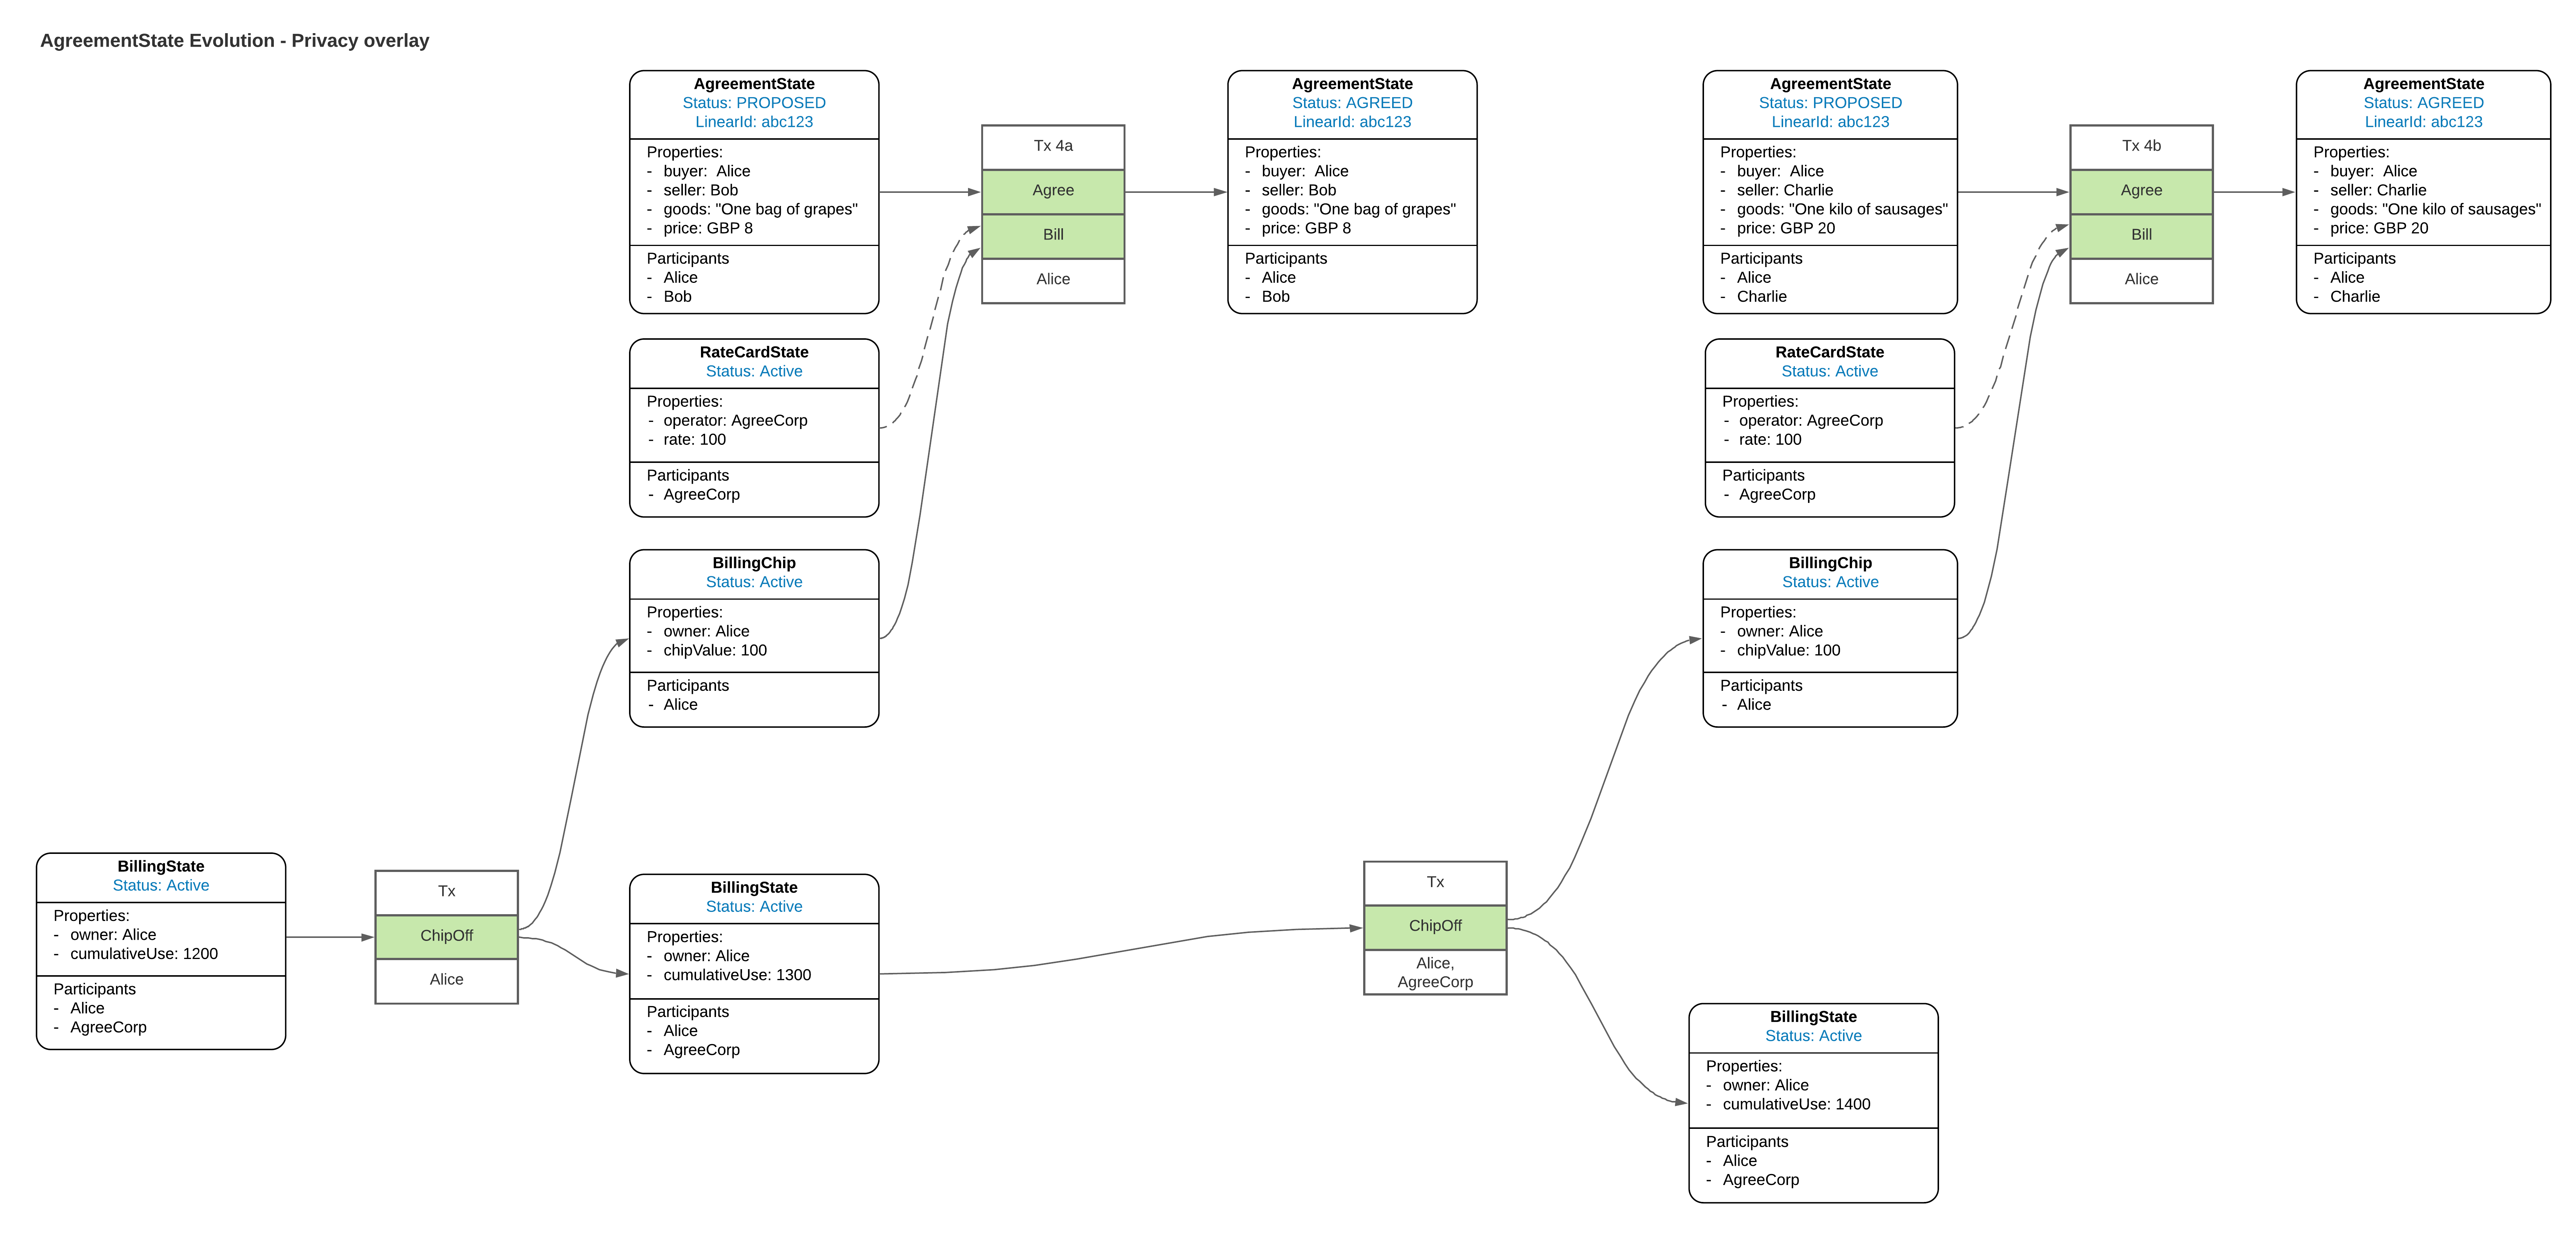 AgreementState Evolution - Privacy overlay
AgreementState
Status: PROPOSED
LinearId: abc123
Properties:
- buyer:  Alice
- seller: Bob
- goods: "One bag of grapes"
- price: GBP 8
Participants
- Alice
- Bob
Tx 4a
Agree
Bill
Alice
AgreementState
Status: AGREED
LinearId: abc123
Properties:
- buyer:  Alice
- seller: Bob
- goods: "One bag of grapes"
- price: GBP 8
Participants
- Alice
- Bob
AgreementState
Status: PROPOSED
LinearId: abc123
Properties:
- buyer:  Alice
- seller: Charlie
- goods: "One kilo of sausages"
- price: GBP 20
Participants
- Alice
- Charlie
Tx 4b
Agree
Bill
Alice
AgreementState
Status: AGREED
LinearId: abc123
Properties:
- buyer:  Alice
- seller: Charlie
- goods: "One kilo of sausages"
- price: GBP 20
Participants
- Alice
- Charlie
RateCardState
Status: Active
Properties:
- operator: AgreeCorp
- rate: 100
Participants
- AgreeCorp
RateCardState
Status: Active
Properties:
- operator: AgreeCorp
- rate: 100
Participants
- AgreeCorp
BillingChip
Status: Active
Properties:
- owner: Alice
- chipValue: 100
Participants
- Alice
BillingChip
Status: Active
Properties:
- owner: Alice
- chipValue: 100
Participants
- Alice
BillingState
Status: Active
Properties:
- owner: Alice
- cumulativeUse: 1200
Participants
- Alice
- AgreeCorp
Tx
ChipOff
Alice
BillingState
Status: Active
Properties:
- owner: Alice
- cumulativeUse: 1300
Participants
- Alice
- AgreeCorp
Tx
ChipOff
Alice,
AgreeCorp
BillingState
Status: Active
Properties:
- owner: Alice
- cumulativeUse: 1400
Participants
- Alice
- AgreeCorp